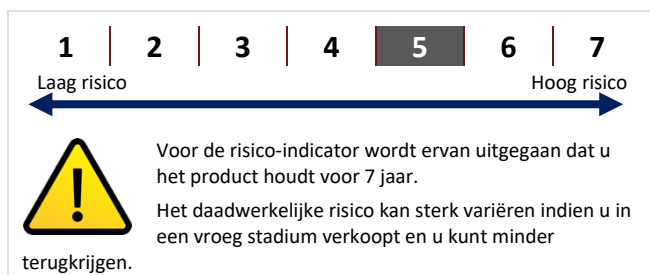 1 2 3 4 5 6 7
Laag risico Hoog risico
Voor de risico-indicator wordt ervan uitgegaan dat u
het product houdt voor 7 jaar.
Het daadwerkelijke risico kan sterk variëren indien u in
een vroeg stadium verkoopt en u kunt minder
terugkrijgen.